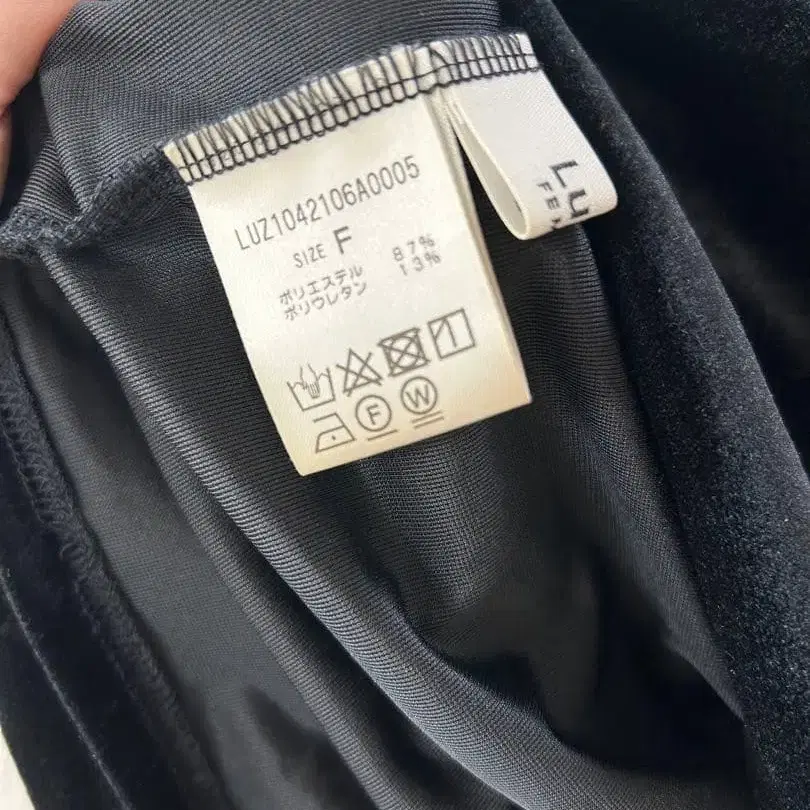 LUZ1042106A0005
SIZE F
ポリエステル 87%
ポリウレタン 13%
F W
Lu
FE